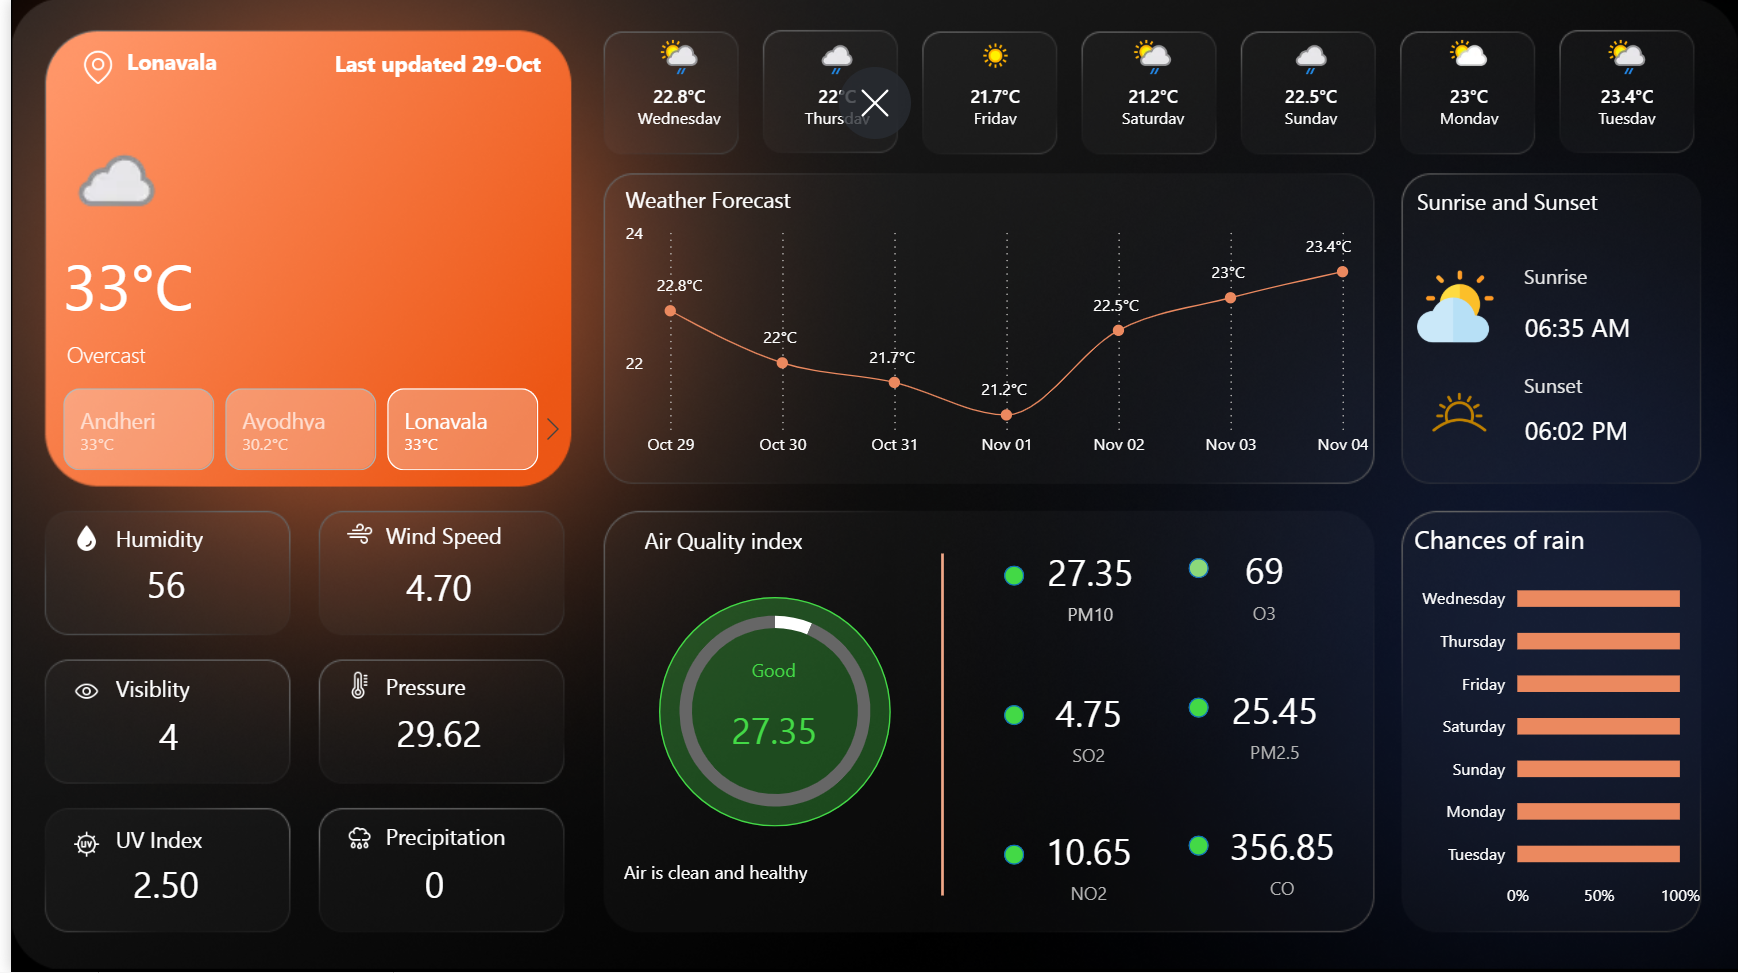 Lonavala
Last updated 29-Oct
33°C
Overcast
Andheri
33°C
Ayodhya
30.2°C
Lonavala
33°C
22.8°C
Wednesday
22°C
Thursday
21.7°C
Friday
21.2°C
Saturday
22.5°C
Sunday
23°C
Monday
23.4°C
Tuesday
Weather Forecast
24
22
22.8°C
22°C
21.7°C
21.2°C
22.5°C
23°C
23.4°C
Oct 29
Oct 30
Oct 31
Nov 01
Nov 02
Nov 03
Nov 04
Sunrise and Sunset
Sunrise
06:35 AM
Sunset
06:02 PM
Humidity
56
Wind Speed
4.70
Visiblity
4
Pressure
29.62
UV
UV Index
2.50
Precipitation
0
Air Quality index
Good
27.35
Air is clean and healthy
27.35
PM10
69
O3
4.75
SO2
25.45
PM2.5
10.65
NO2
356.85
CO
Chances of rain
Wednesday
Thursday
Friday
Saturday
Sunday
Monday
Tuesday
0%
50%
100%